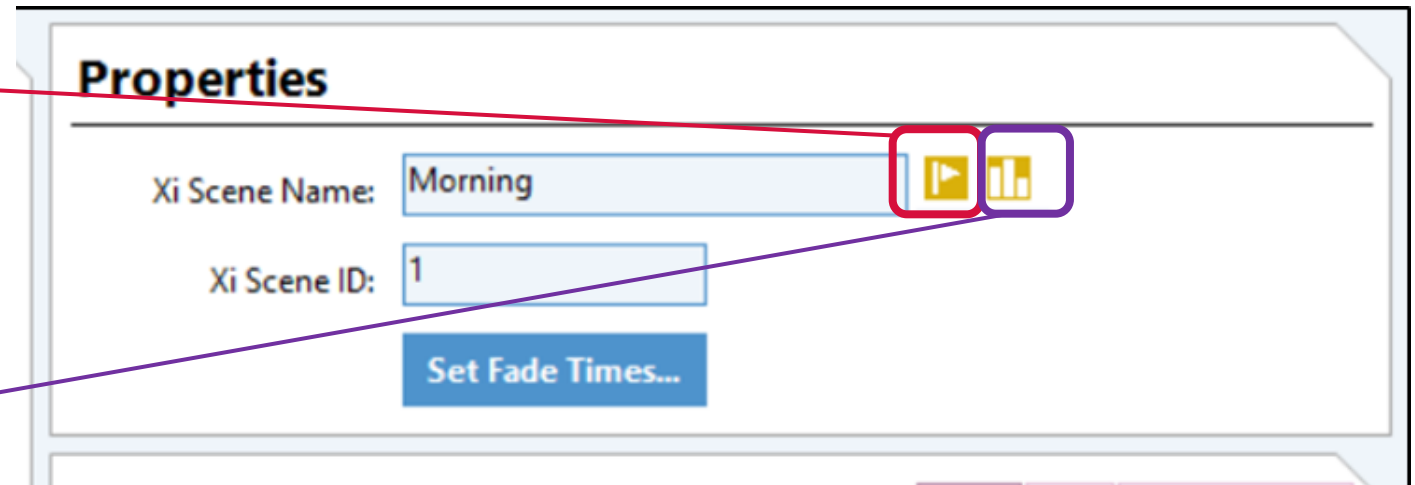 Properties
Xi Scene Name: Morning
Xi Scene ID: 1
Set Fade Times...